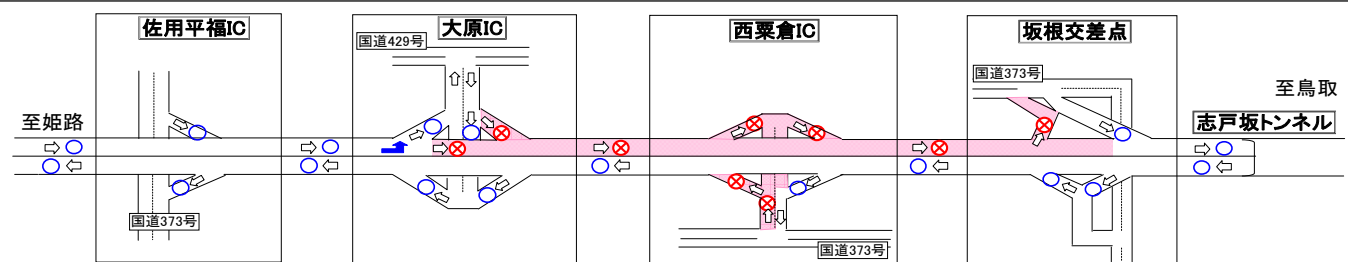 佐用平福IC
大原IC
西粟倉IC
坂根交差点
国道429号
国道373号
至鳥取
至姫路
志戸坂トンネル
国道373号
国道373号